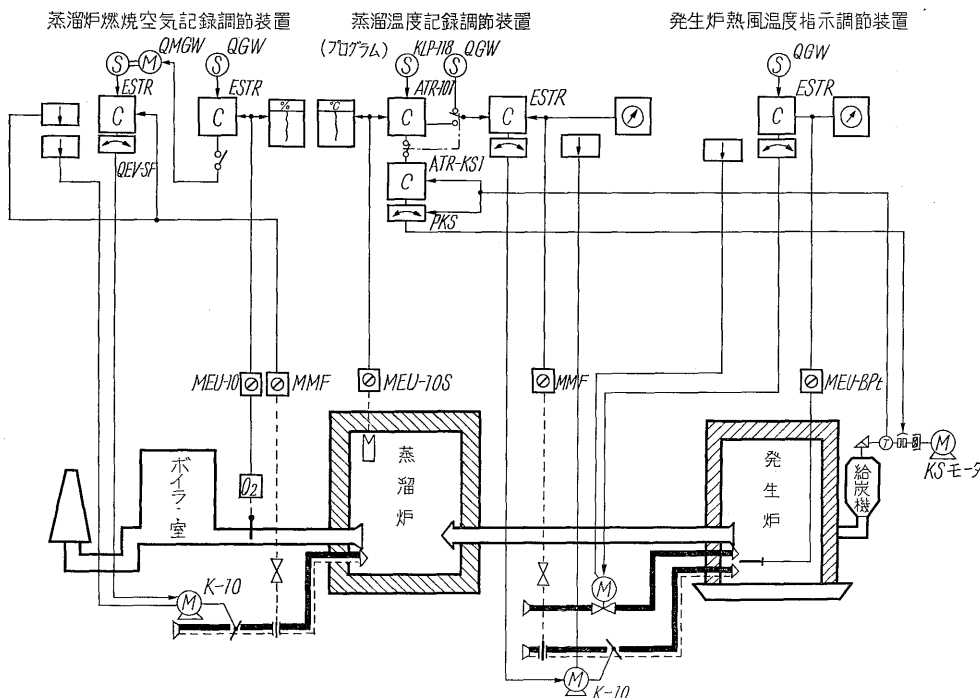 蒸溜炉燃焼空気記録調節装置
蒸溜温度記録調節装置
発生炉熱風温度指示調節装置
(プログラム)
QMGW
QGW
KLP-118
QGW
QGW
S
M
S
S
S
S
ESTR
ESTR
ATR-101
ESTR
ESTR
C
C
%
℃
C
C
C
QEV-SF
ATR-KS1
C
PKS
MEU-10
MMF
MEU-10S
MMF
MEU-BPt
M
T
M
KSモータ
ボイラ・室
O2
蒸溜炉
発生炉
給炭機
M
K-10
M
M
K-10